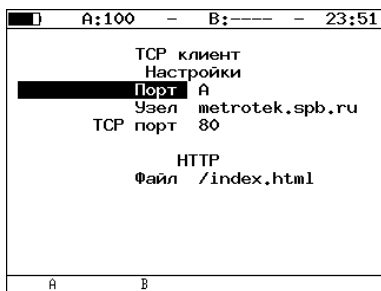 A:100 – B:---- – 23:51
TCP клиент
Настройки
Порт A
Узел metrotek.spb.ru
TCP порт 80
HTTP
Файл /index.html
A B